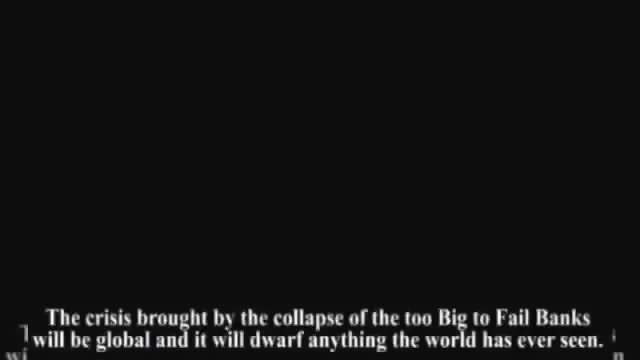 The crisis brought by the collapse of the too Big to Fail Banks
will be global and it will dwarf anything the world has ever seen.